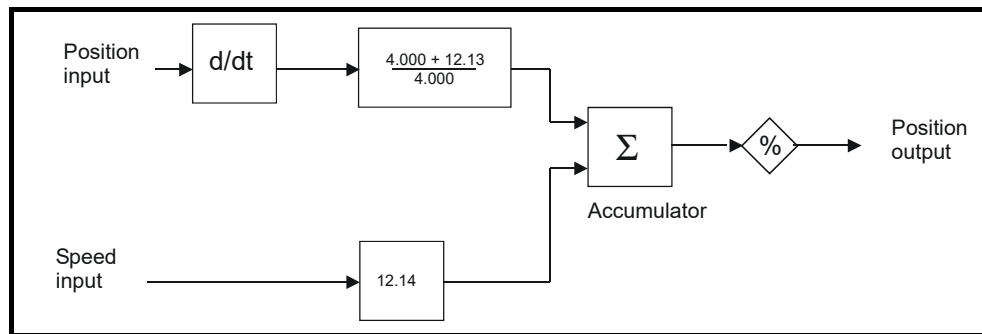 Position
input
d/dt
4.000 + 12.13
4.000
Σ
Accumulator
%
Position
output
Speed
input
12.14